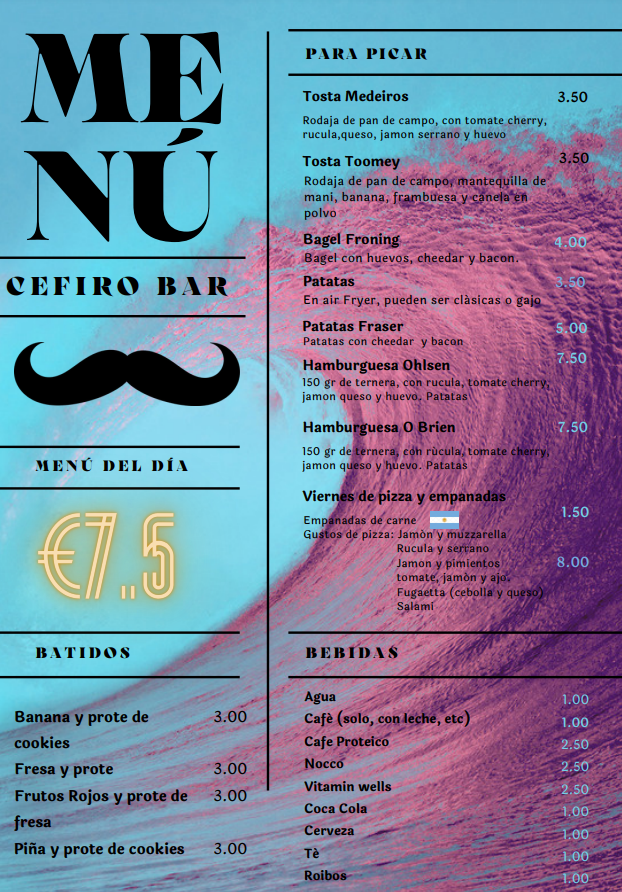 ME
NÚ
CEFIRO BAR
MENÚ DEL DÍA
€7.5
BATIDOS
Banana y prote de 3.00
cookies
Fresa y prote 3.00
Frutos Rojos y prote de 3.00
fresa
Piña y prote de cookies 3.00
PARA PICAR
Tosta Medeiros 3.50
Rodaja de pan de campo, con tomate cherry,
rucula,queso, jamon serrano y huevo
Tosta Toomey 3.50
Rodaja de pan de campo, mantequilla de
mani, banana, frambuesa y canela en
polvo
Bagel Froning 4.00
Bagel con huevos, cheedar y bacon.
Patatas 3.50
En air Fryer, pueden ser clàsicas o gajo
Patatas Fraser 5.00
Patatas con cheedar y bacon
Hamburguesa Ohlsen 7.50
150 gr de ternera, con rucula, tomate cherry,
jamon queso y huevo. Patatas
Hamburguesa O Brien 7.50
150 gr de ternera, con rùcula, tomate cherry,
jamon queso y huevo. Patatas
Viernes de pizza y empanadas
Empanadas de carne 1.50
Gustos de pizza: Jamòn y muzzarella
Rucula y serrano
Jamon y pimientos 8.00
tomate, jamòn y ajo.
Fugaetta (cebolla y queso)
Salami
BEBIDAS
Agua 1.00
Cafè (solo, con leche, etc) 1.00
Cafe Proteico 2.50
Nocco 2.50
Vitamin wells 2.50
Coca Cola 1.00
Cerveza 1.00
Tè 1.00
Roibos 1.00